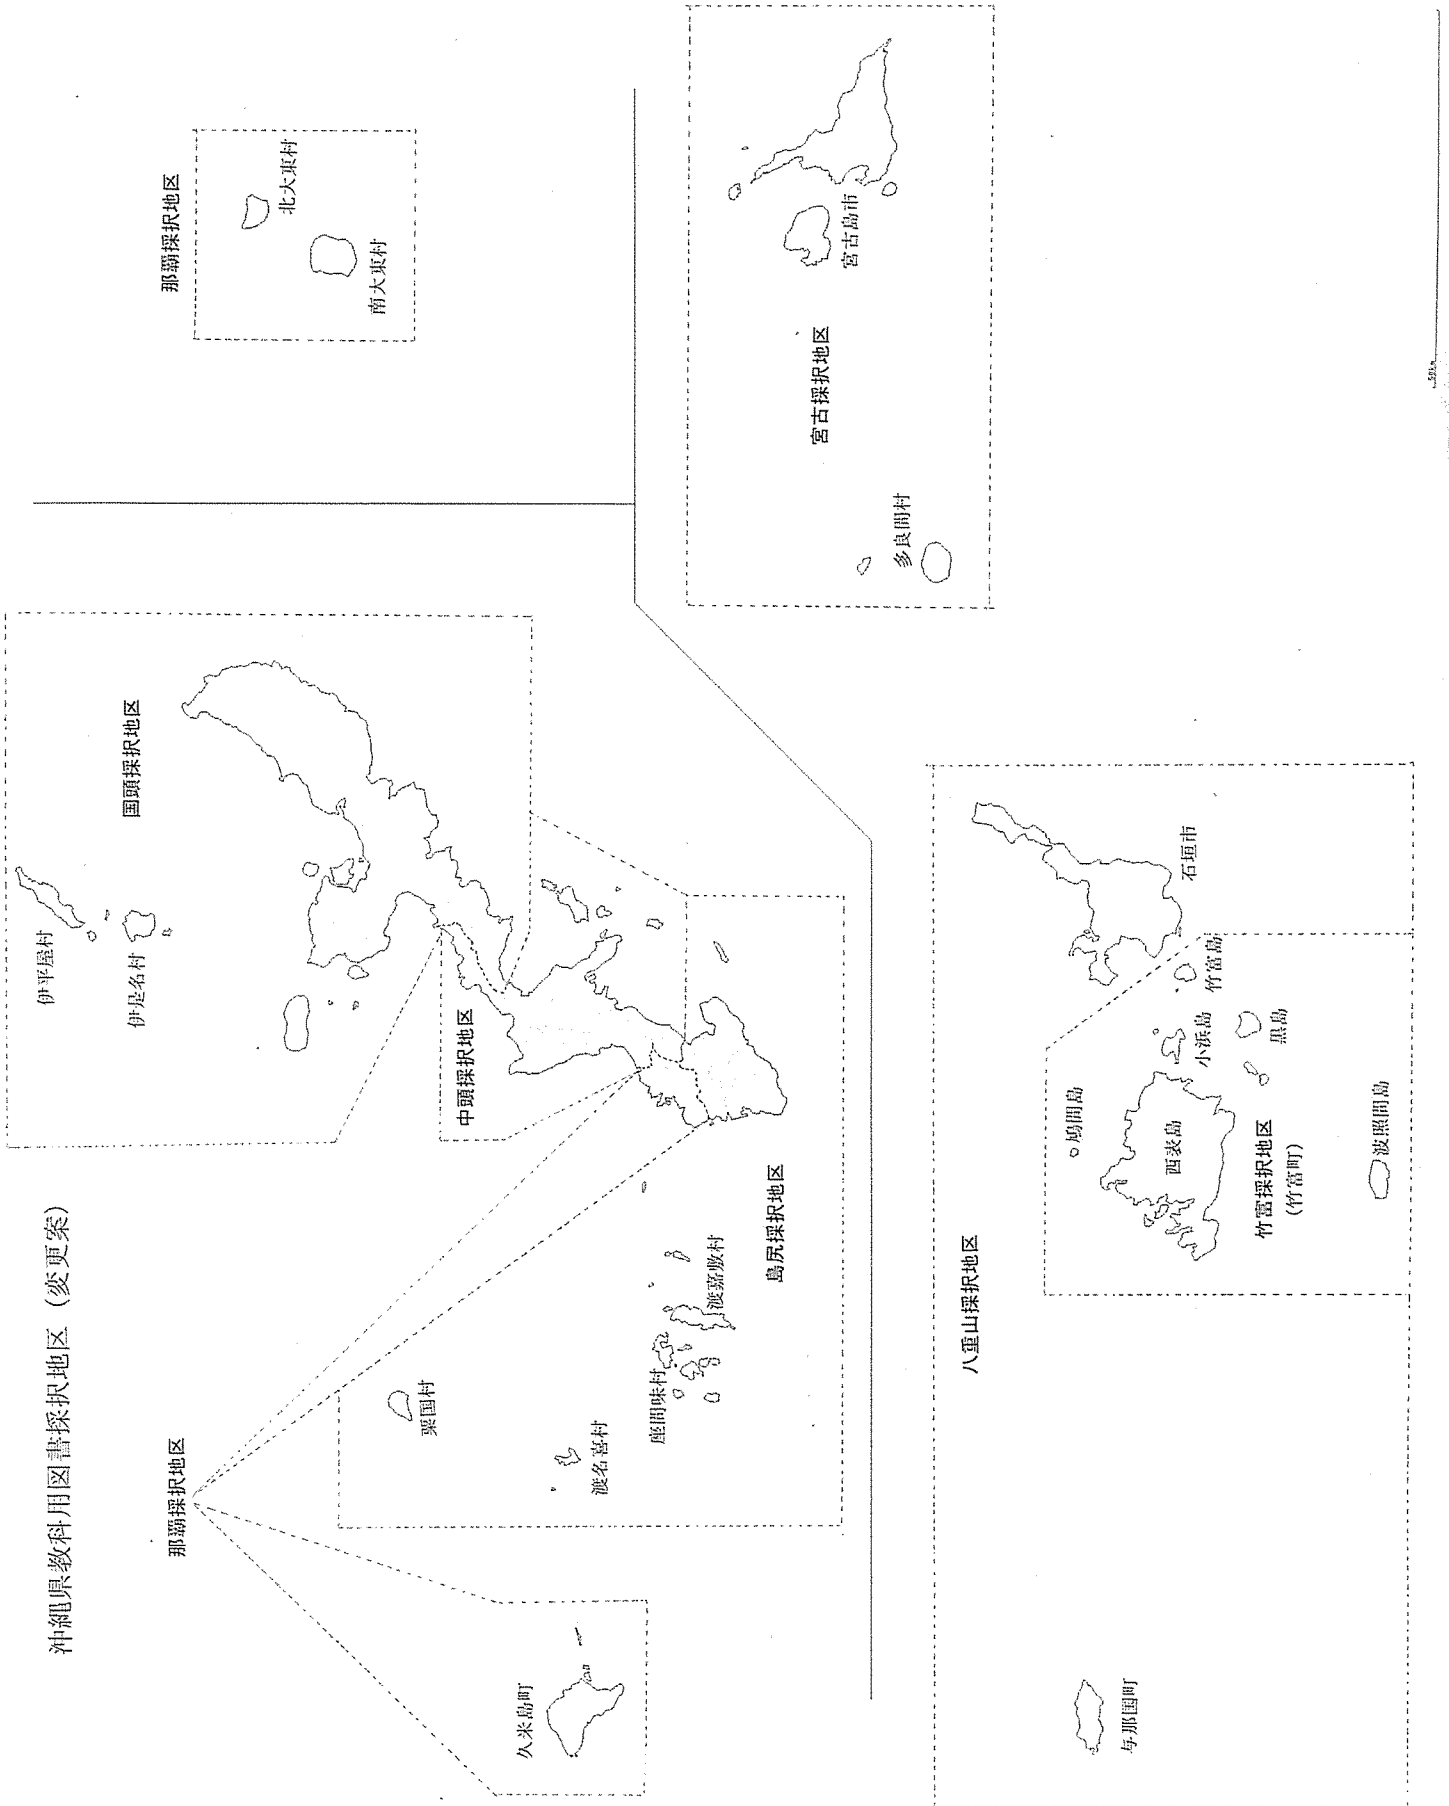 沖縄県教科用図書採択地区（変更案）
伊平屋村
伊是名村
国頭採択地区
那覇採択地区
北大東村
南大東村
那覇採択地区
粟国村
中頭採択地区
久米島町
渡名喜村
座間味村
渡嘉敷村
島尻採択地区
宮古島市
宮古採択地区
多良間村
八重山採択地区
石垣市
竹富島
鳩間島
小浜島
黒島
西表島
竹富採択地区
（竹富町）
波照間島
与那国町
50km